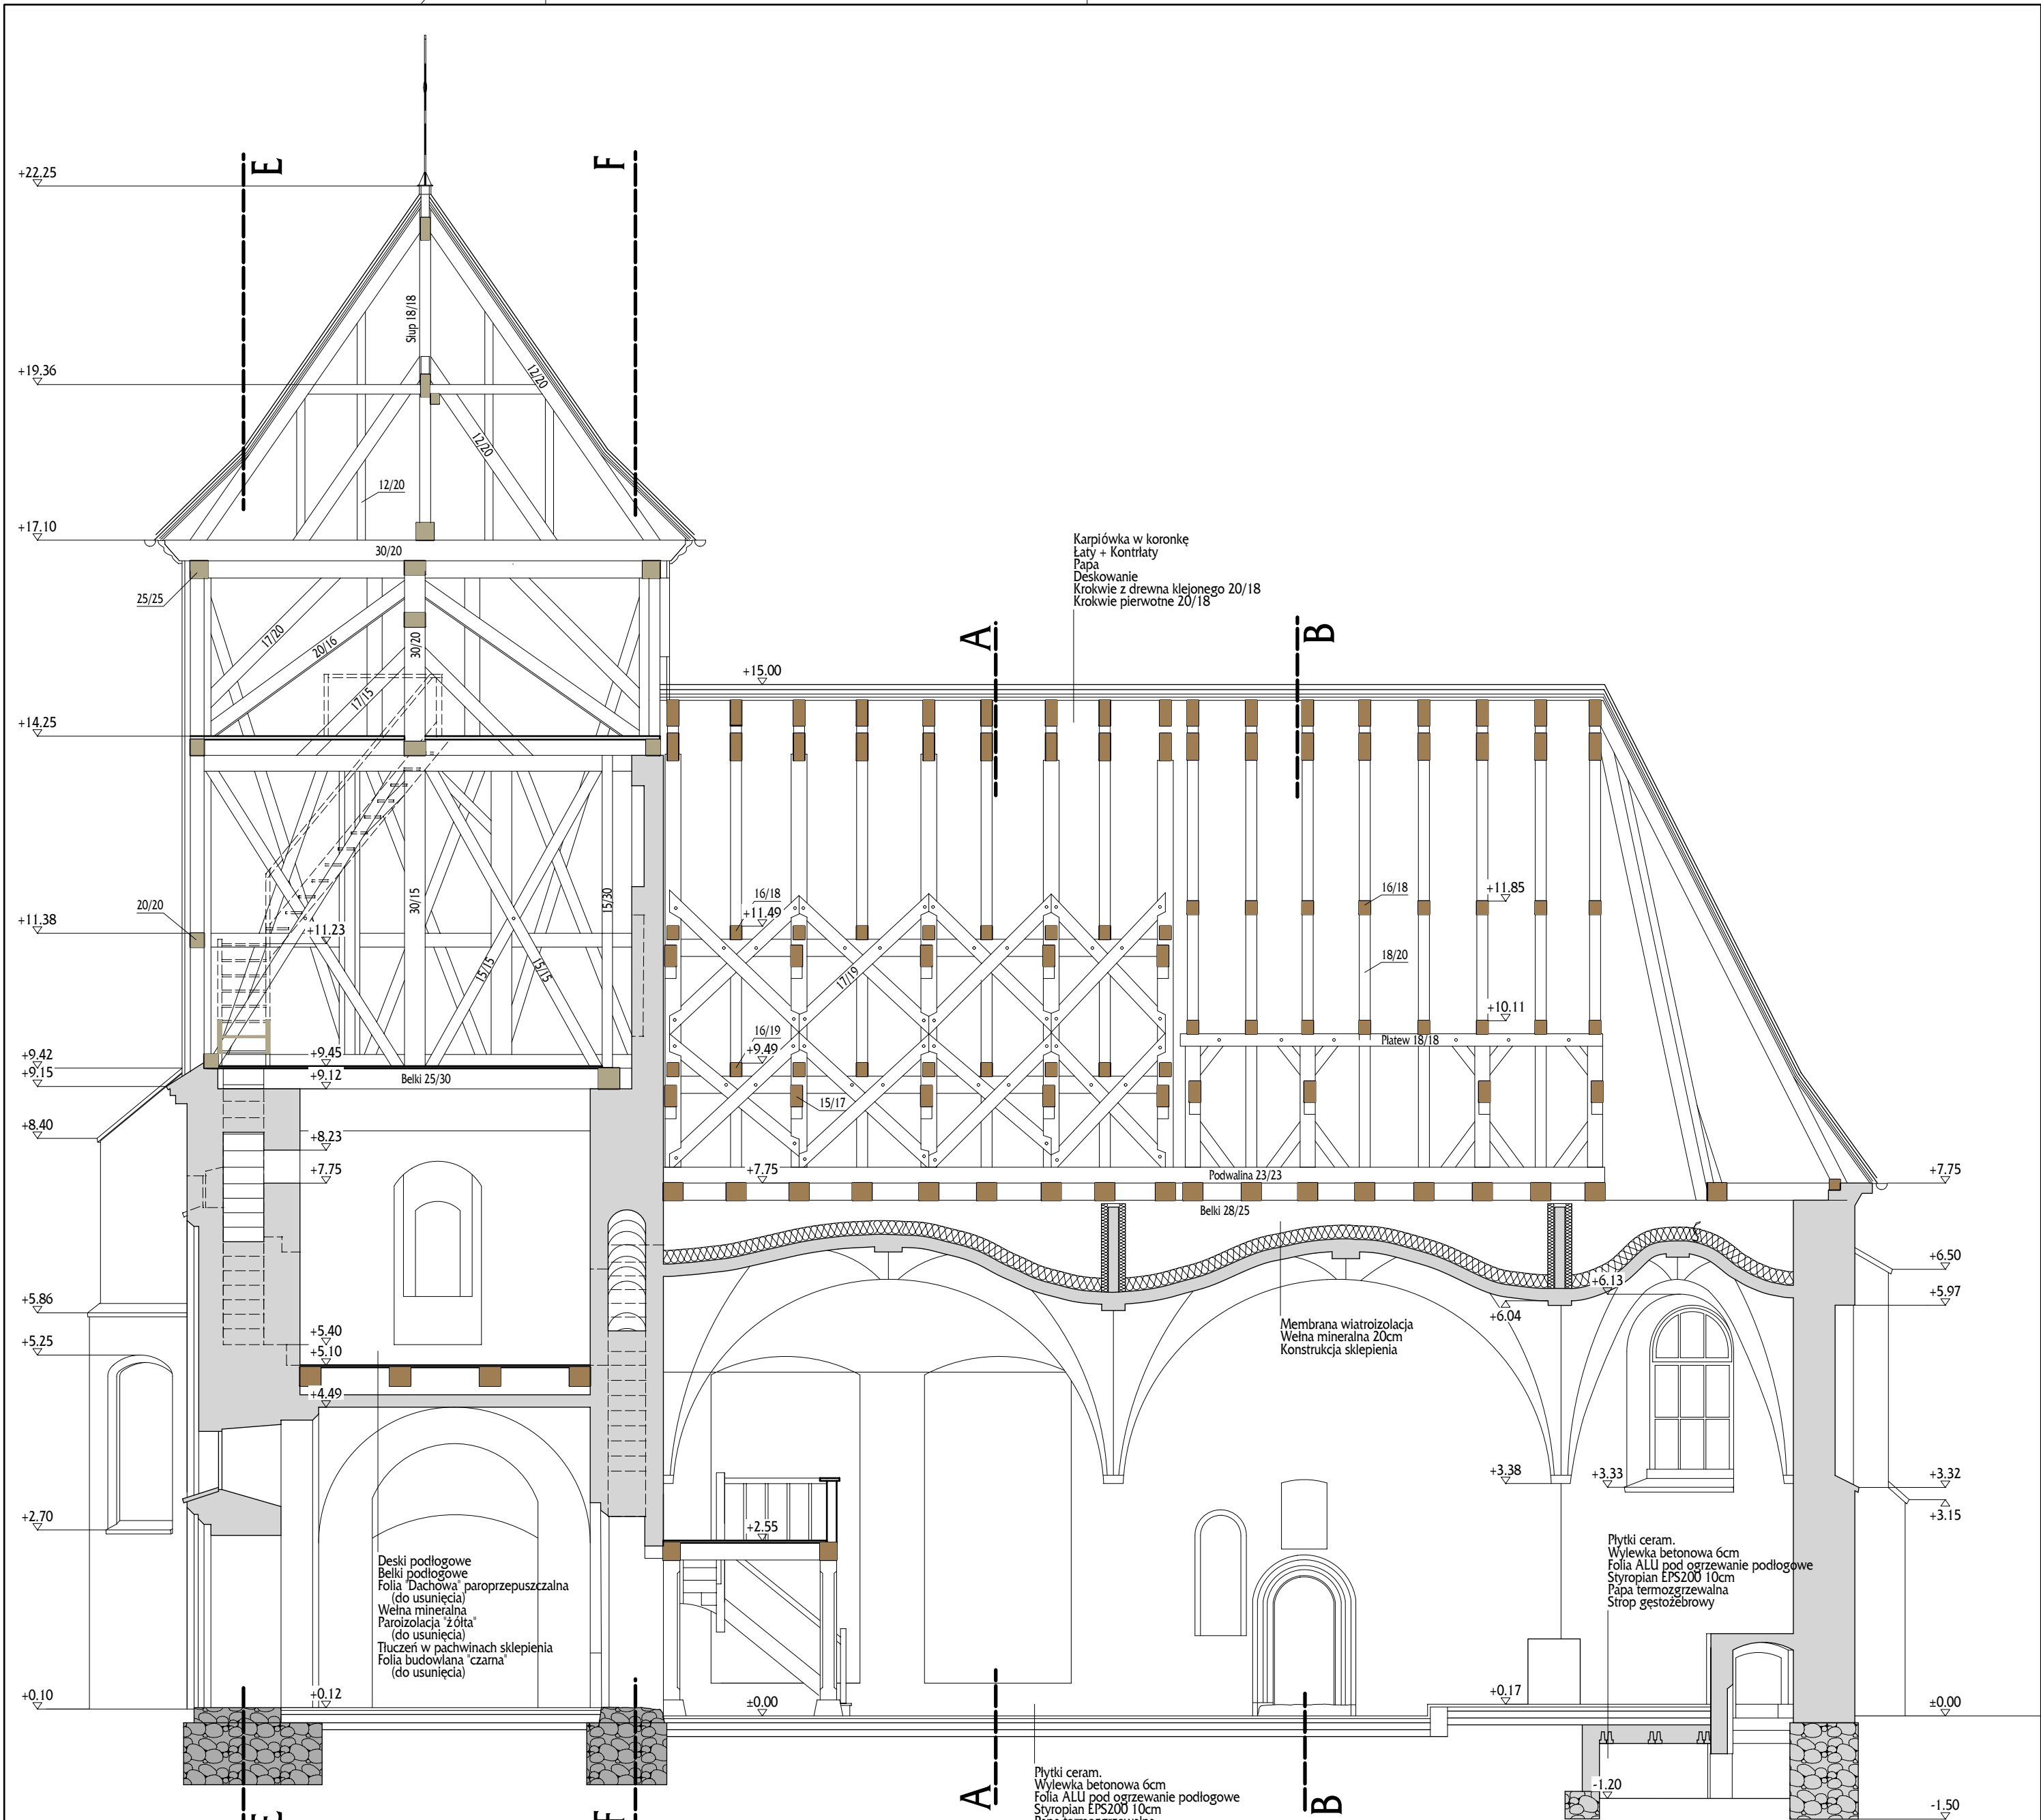 E
F
+22.25
Słup 18/18
+19.36
12/20
12/20
12/20
+17.10
30/20
Karpiówka w koronkę
Łaty + Kontrłaty
Papa
Deskowanie
Krokwie z drewna klejonego 20/18
Krokwie pierwotne 20/18
25/25
17/20
20/16
30/20
A
B
+15.00
17/15
+14.25
20/20
30/15
15/30
16/18
+11.49
16/18
+11.85
+11.38
+11.23
15/15
15/15
17/19
18/20
+10.11
16/19
+9.49
Płatew 18/18
+9.42
+9.45
+9.15
+9.12
Belki 25/30
15/17
+8.40
+8.23
+7.75
+7.75
Podwalina 23/23
+7.75
Belki 28/25
+6.50
+6.13
+5.97
+6.04
+5.86
Membrana wiatroizolacja
Wełna mineralna 20cm
Konstrukcja sklepienia
+5.40
+5.25
+5.10
+4.49
+3.38
+3.33
+3.32
+3.15
+2.70
+2.55
Deski podłogowe
Belki podłogowe
Folia "Dachowa" paroprzepuszczalna
(do usunięcia)
Wełna mineralna
Paroizolacja "żółta"
(do usunięcia)
Tłuczeń w pachwinach sklepienia
Folia budowlana "czarna"
(do usunięcia)
Płytki ceram.
Wylewka betonowa 6cm
Folia ALU pod ogrzewanie podłogowe
Styropian EPS200 10cm
Papa termozgrzewalna
Strop gęstożebrowy
+0.10
+0.12
±0.00
+0.17
±0.00
Płytki ceram.
Wylewka betonowa 6cm
Folia ALU pod ogrzewanie podłogowe
Styropian EPS200 10cm
Papa termozgrzewalna
-1.20
-1.50
E
F
A
B